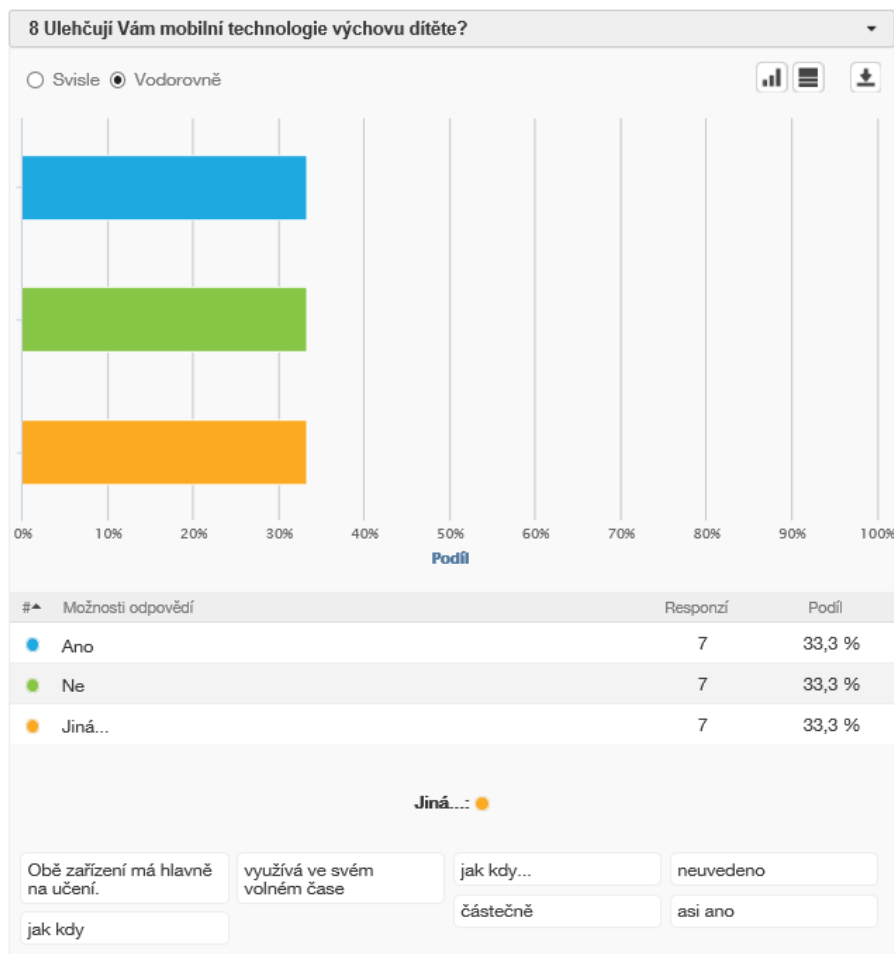 8 Ulehčují Vám mobilní technologie výchovu dítěte?
Svisle Vodorovně
0% 10% 20% 30% 40% 50% 60% 70% 80% 90% 100%
Podíl
# Možnosti odpovědí Responzí Podíl
Ano 7 33,3 %
Ne 7 33,3 %
Jiná... 7 33,3 %
Jiná...:
Obě zařízení má hlavně
na učení.
využívá ve svém
volném čase
jak kdy...
neuvedeno
jak kdy
částečně
asi ano